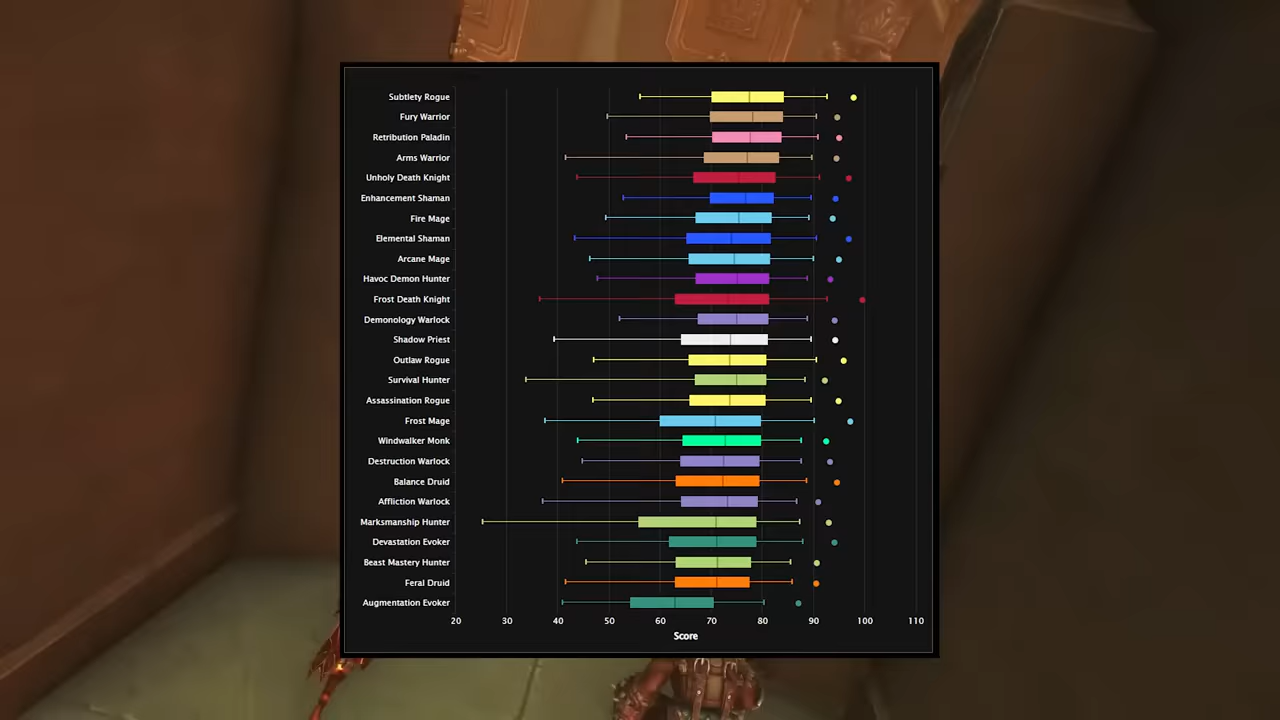 Subtlety Rogue
Fury Warrior
Retribution Paladin
Arms Warrior
Unholy Death Knight
Enhancement Shaman
Fire Mage
Elemental Shaman
Arcane Mage
Havoc Demon Hunter
Frost Death Knight
Demonology Warlock
Shadow Priest
Outlaw Rogue
Survival Hunter
Assassination Rogue
Frost Mage
Windwalker Monk
Destruction Warlock
Balance Druid
Affliction Warlock
Marksmanship Hunter
Devastation Evoker
Beast Mastery Hunter
Feral Druid
Augmentation Evoker
20 30 40 50 60 70 80 90 100 110
Score